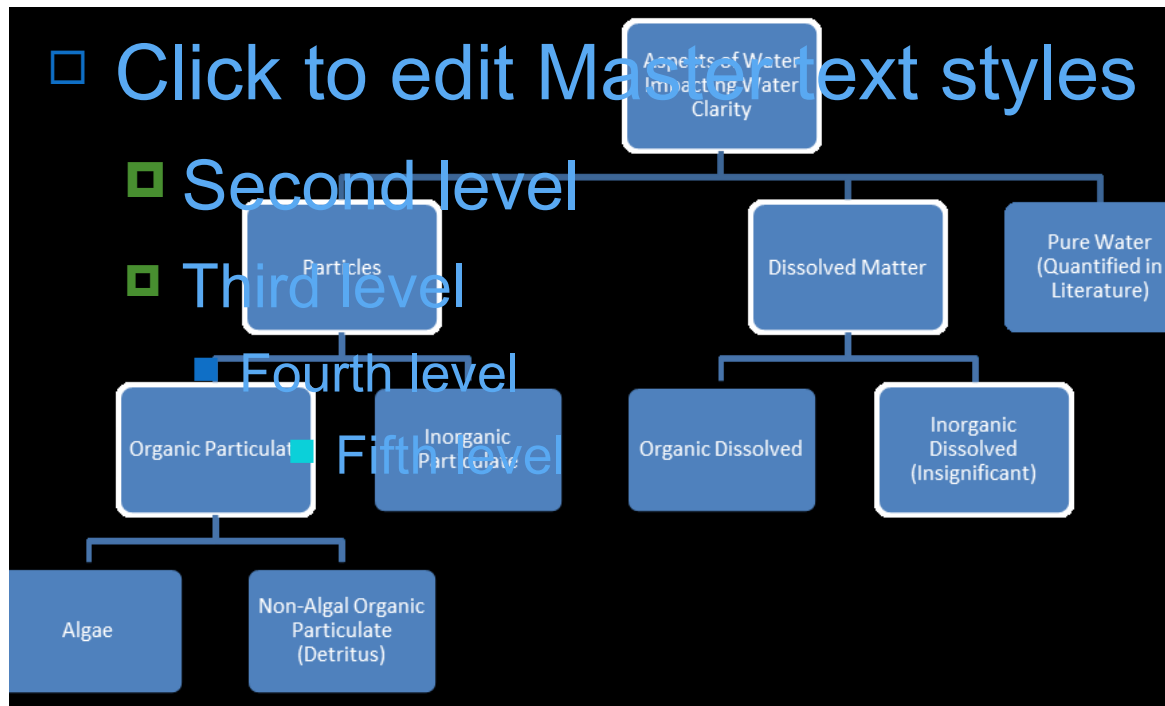 Click to edit Master text styles
Second level
Third level
Fourth level
Fifth level
Aspects of Water
Impacting Water
Clarity
Particles
Dissolved Matter
Pure Water
(Quantified in
Literature)
Organic Particulat
Inorganic
Particulate
Organic Dissolved
Inorganic
Dissolved
(Insignificant)
Algae
Non-Algal Organic
Particulate
(Detritus)